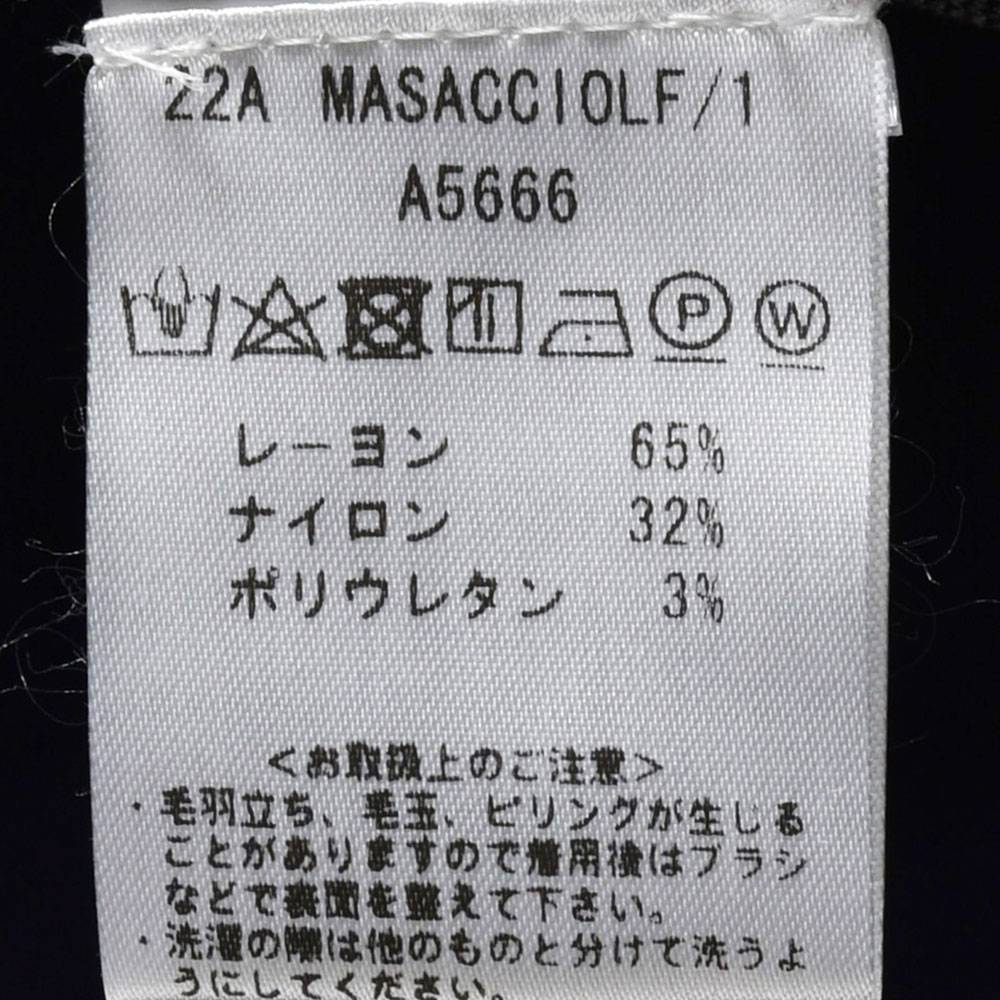 22A MASACCIOLF/1
A5666
P W
レーヨン 65%
ナイロン 32%
ポリウレタン 3%
<お取扱上のご注意>
・毛羽立ち、毛玉、ピリングが生じる
ことがありますので着用後はブラシ
などで表面を整えて下さい。
・洗濯の際は他のものと分けて洗うよ
うにしてください。